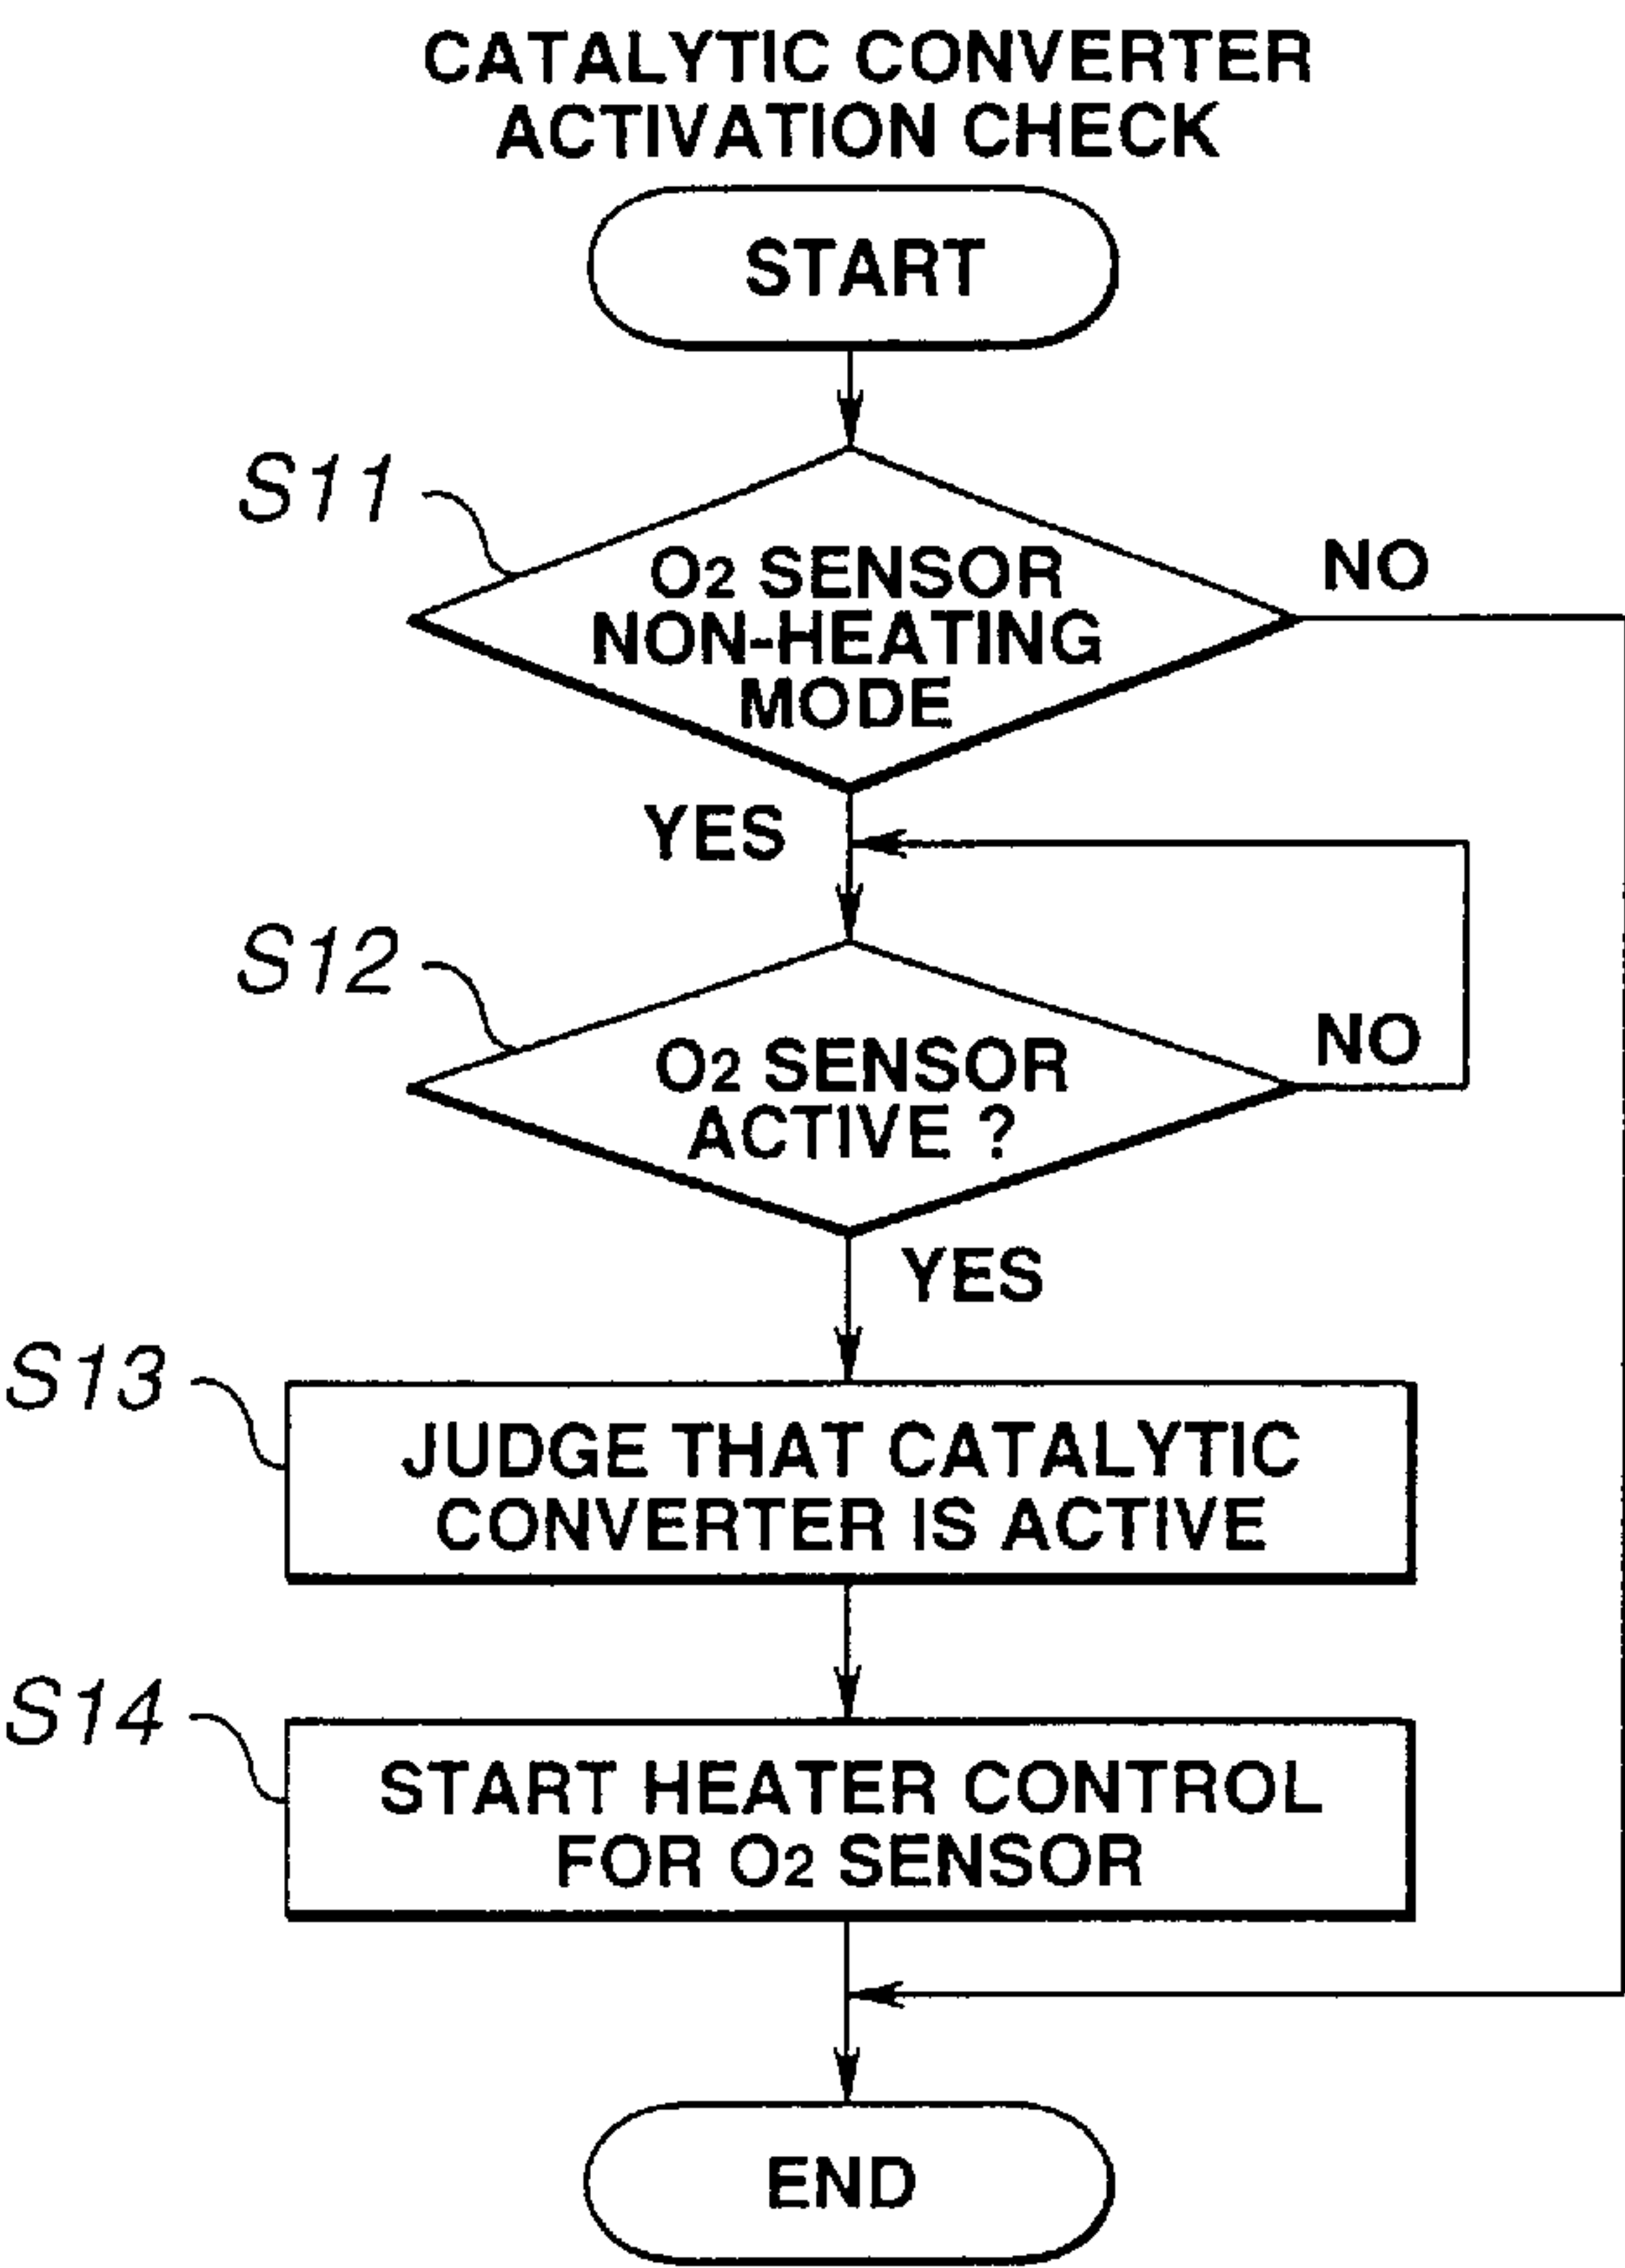 CATALYTIC CONVERTER
ACTIVATION CHECK
START
S11
O2 SENSOR
NON-HEATING
MODE
NO
YES
S12
O2 SENSOR
ACTIVE ?
NO
YES
S13
JUDGE THAT CATALYTIC
CONVERTER IS ACTIVE
S14
START HEATER CONTROL
FOR O2 SENSOR
END